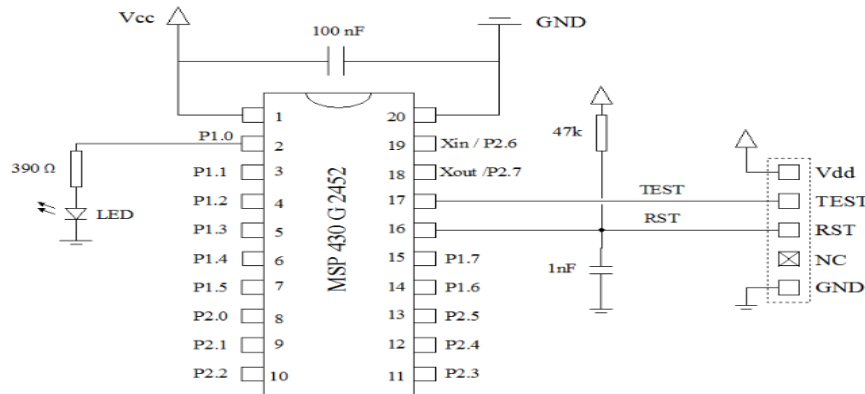 Vcc
100 nF
GND
1 20
P1.0 2 19 Xin / P2.6
47k
390 Ω
P1.1 3 18 Xout /P2.7
Vdd
P1.2 4 17 TEST TEST
LED
P1.3 5 16 RST RST
MSP 430 G 2452
P1.4 6 15 P1.7 1nF NC
P1.5 7 14 P1.6 GND
P2.0 8 13 P2.5
P2.1 9 12 P2.4
P2.2 10 11 P2.3